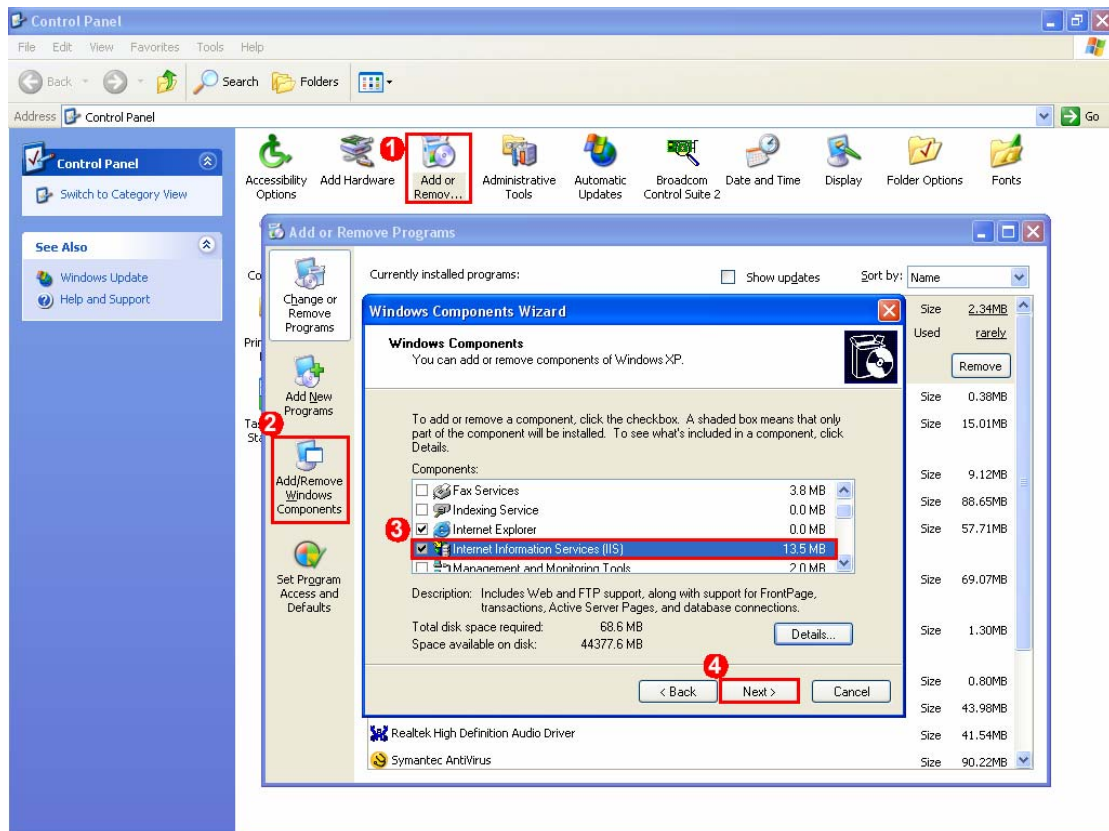 Control Panel
File Edit View Favorites Tools Help
Back Search Folders
Address Control Panel Go
Control Panel
Switch to Category View
See Also
Windows Update
Help and Support
1
Accessibility Options
Add Hardware
Add or Remov...
Administrative Tools
Automatic Updates
Broadcom Control Suite 2
Date and Time
Display
Folder Options
Fonts
Add or Remove Programs
Change or Remove Programs
Add New Programs
2
Add/Remove Windows Components
Set Program Access and Defaults
Currently installed programs:
Show updates
Sort by: Name
Size 2.34MB
Used rarely
Remove
Size 0.38MB
Size 15.01MB
Size 9.12MB
Size 88.65MB
Size 57.71MB
Size 69.07MB
Size 1.30MB
Size 0.80MB
Size 43.98MB
Realtek High Definition Audio Driver Size 41.54MB
Symantec AntiVirus Size 90.22MB
Windows Components Wizard
Windows Components
You can add or remove components of Windows XP.
To add or remove a component, click the checkbox. A shaded box means that only
part of the component will be installed. To see what's included in a component, click
Details.
Components:
Fax Services 3.8 MB
Indexing Service 0.0 MB
3
Internet Explorer 0.0 MB
Internet Information Services (IIS) 13.5 MB
Management and Monitoring Tools 2.0 MB
Description: Includes Web and FTP support, along with support for FrontPage,
transactions, Active Server Pages, and database connections.
Total disk space required: 68.6 MB
Space available on disk: 44377.6 MB
Details...
4
< Back Next > Cancel